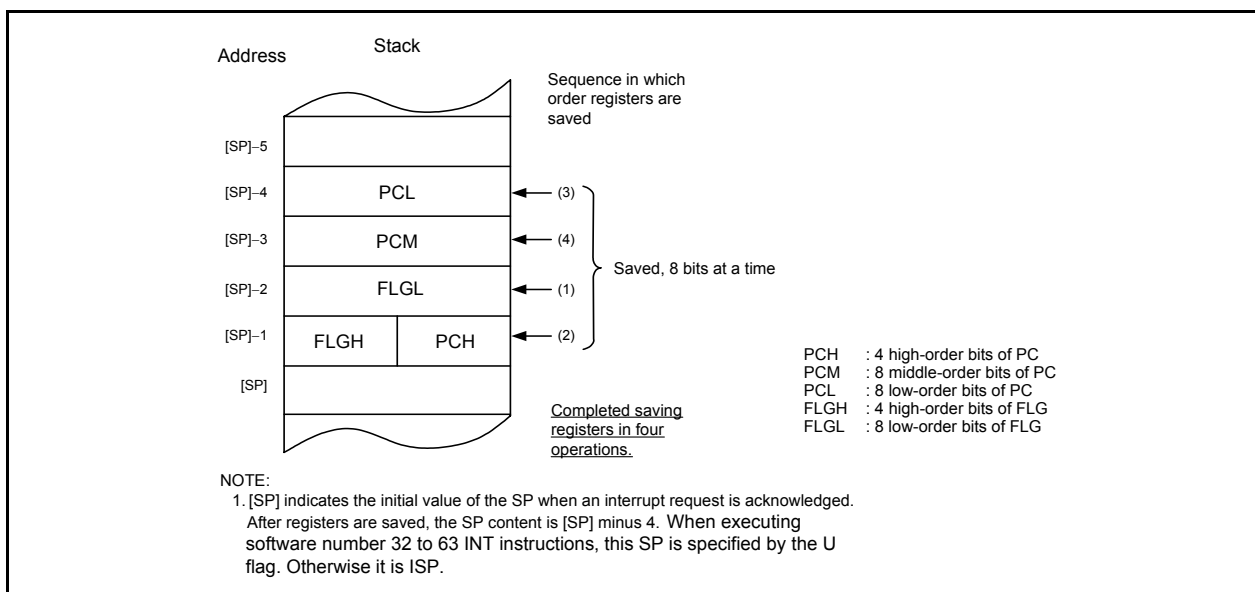 Address
Stack
Sequence in which
order registers are
saved
[SP]−5
[SP]−4
PCL
(3)
[SP]−3
PCM
(4)
Saved, 8 bits at a time
[SP]−2
FLGL
(1)
[SP]−1
FLGH
PCH
(2)
[SP]
Completed saving
registers in four
operations.
PCH : 4 high-order bits of PC
PCM : 8 middle-order bits of PC
PCL : 8 low-order bits of PC
FLGH : 4 high-order bits of FLG
FLGL : 8 low-order bits of FLG
NOTE:
1. [SP] indicates the initial value of the SP when an interrupt request is acknowledged.
After registers are saved, the SP content is [SP] minus 4. When executing
software number 32 to 63 INT instructions, this SP is specified by the U
flag. Otherwise it is ISP.